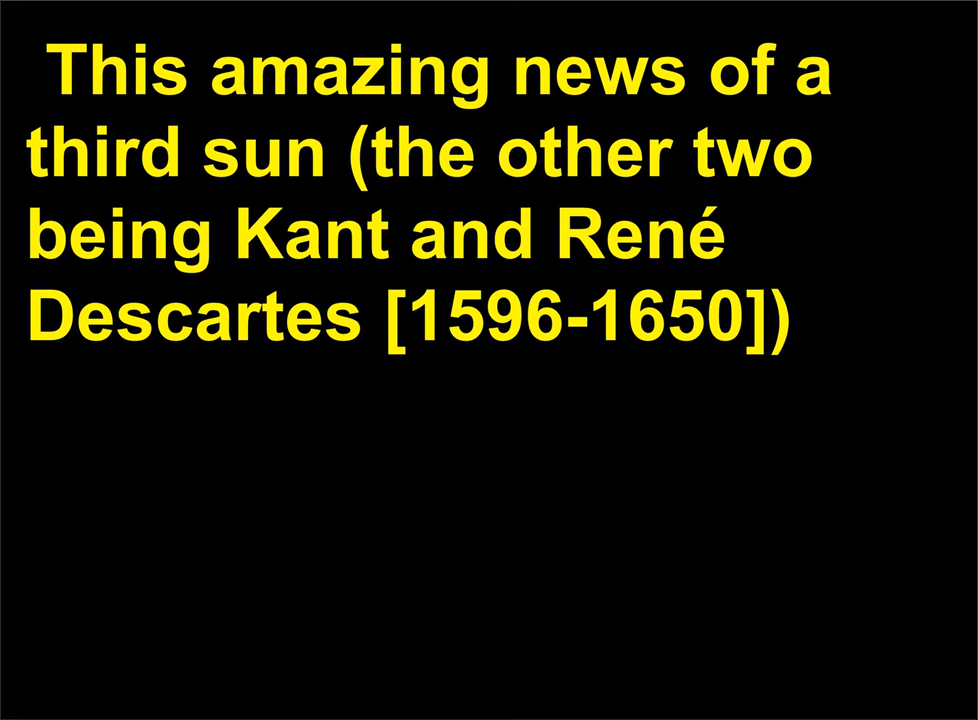 This amazing news of a
third sun (the other two
being Kant and René
Descartes [1596-1650])